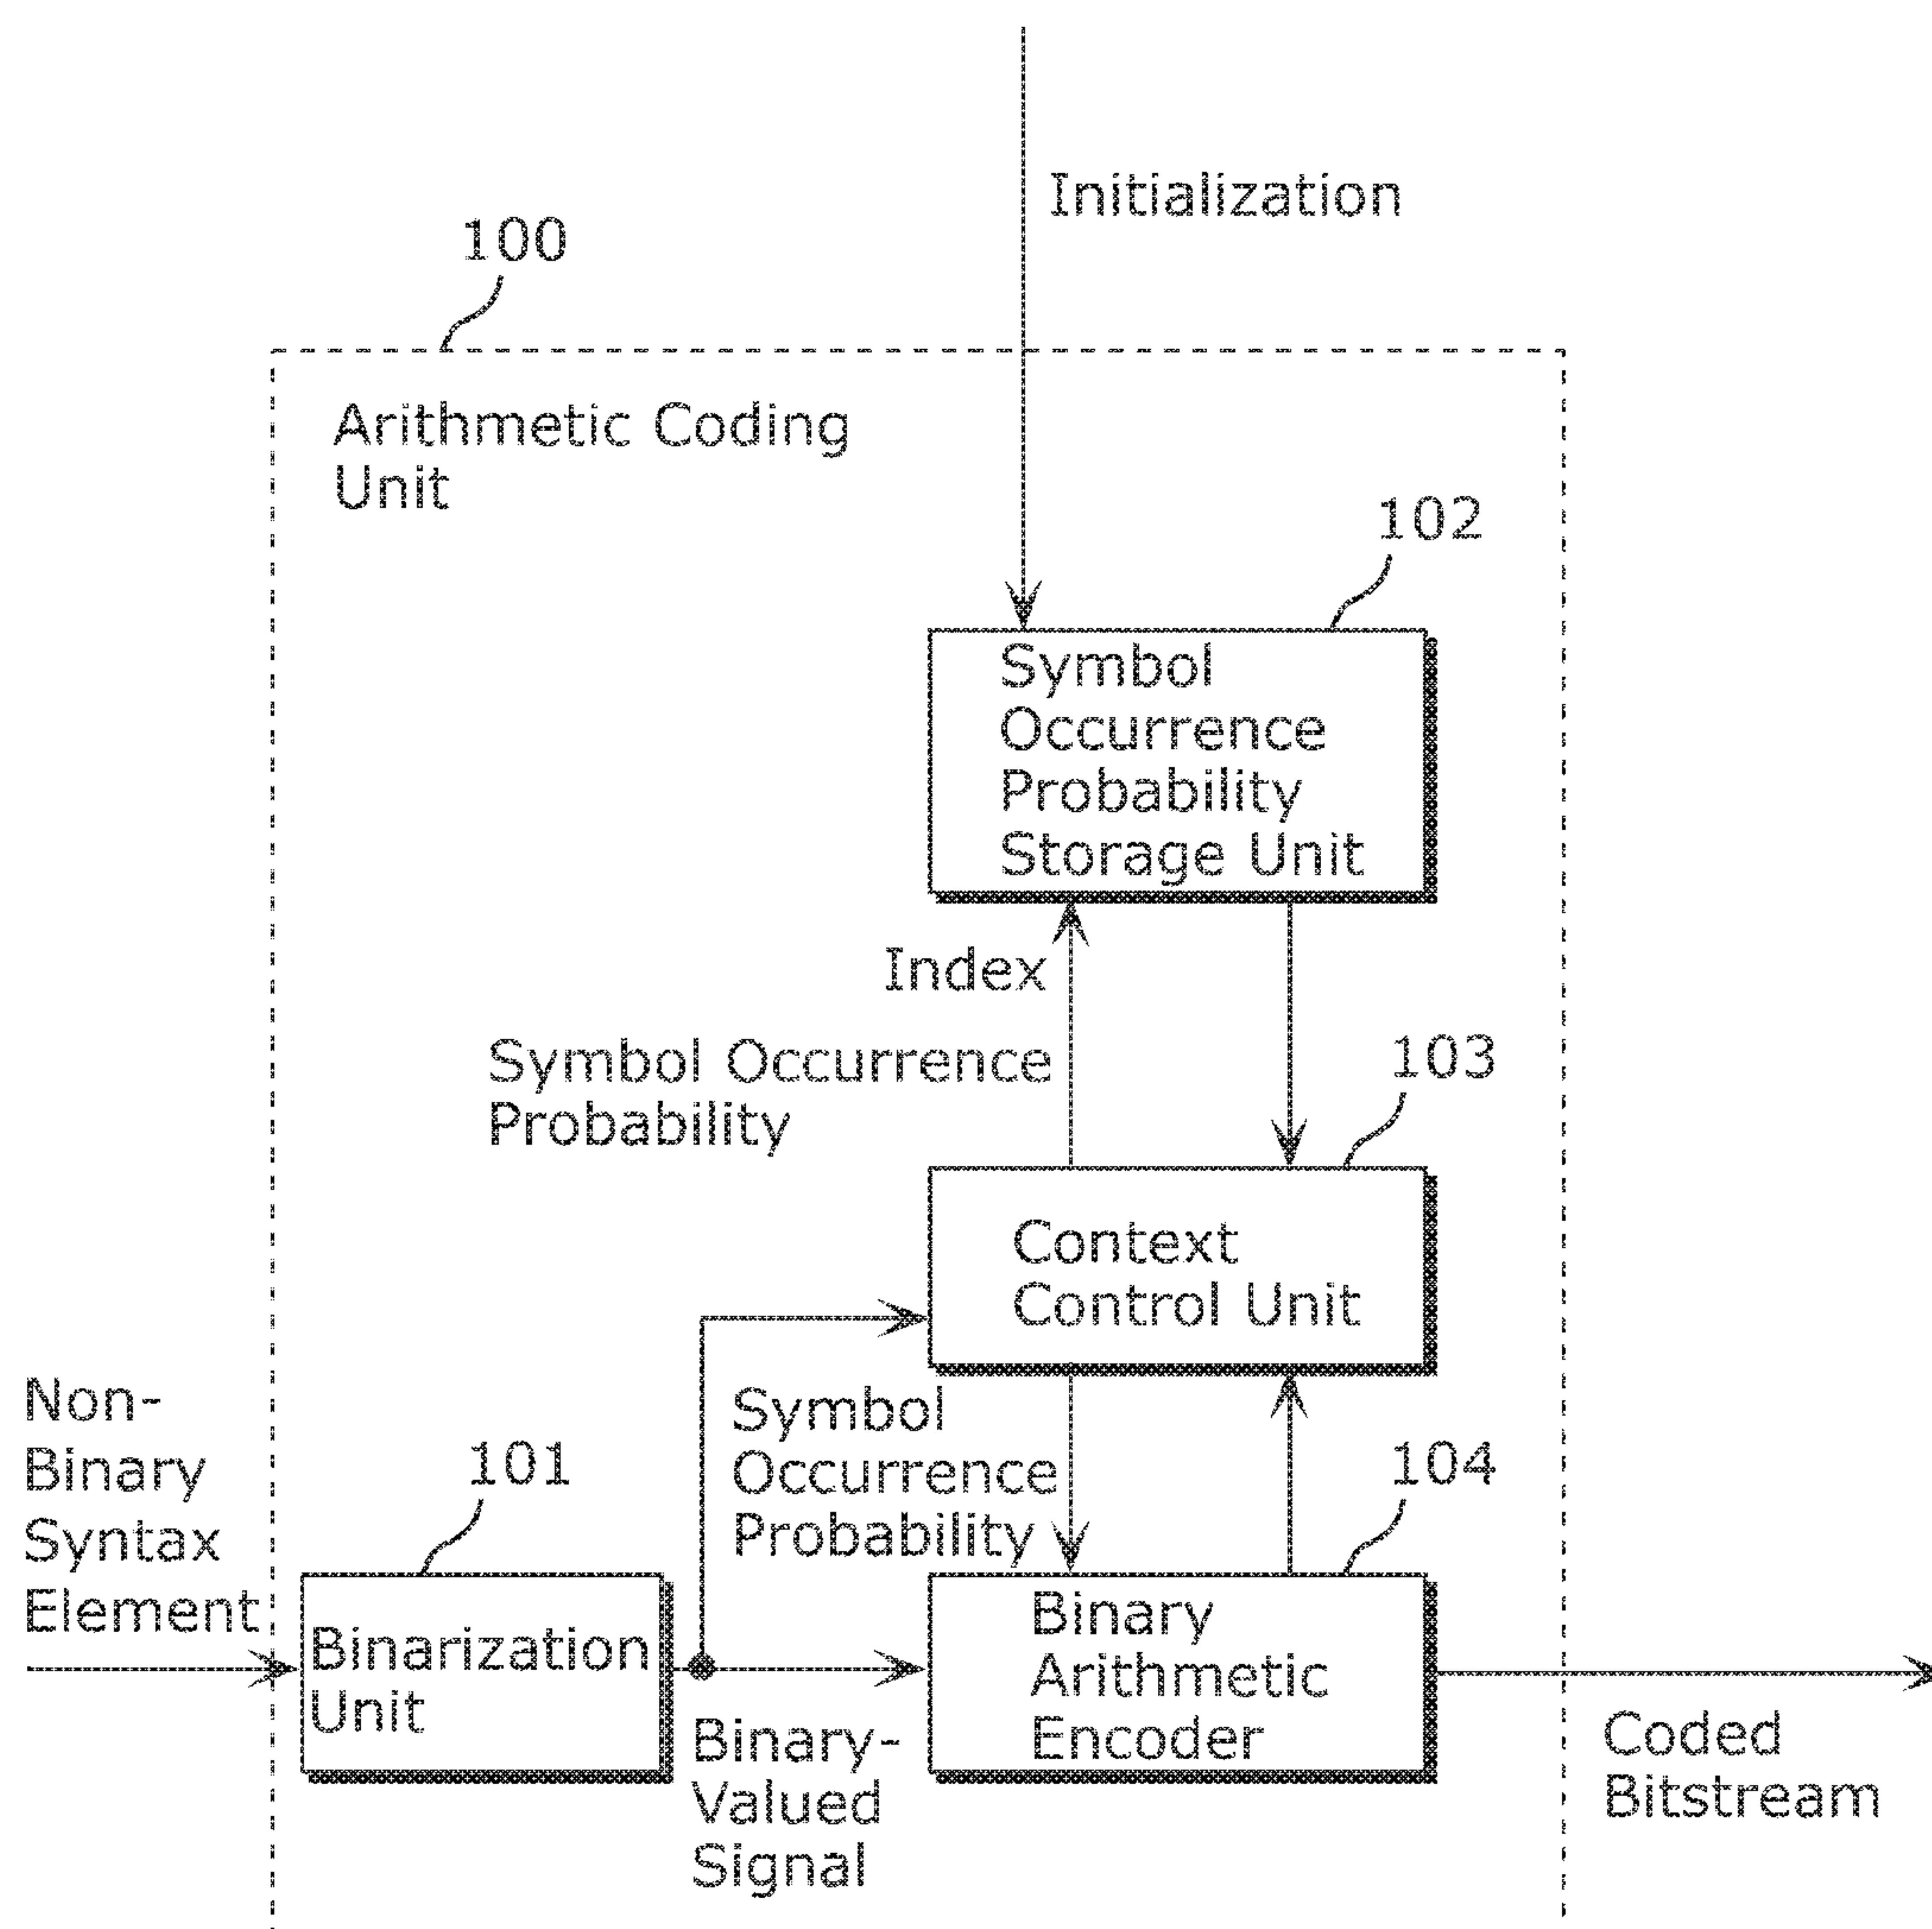 Initialization
100
Arithmetic Coding
Unit
102
Symbol
Occurrence
Probability
Storage Unit
Index
Symbol Occurrence
Probability
103
Context
Control Unit
Non-
Binary
Syntax
Element
101
Symbol
Occurrence
Probability
104
Binarization
Unit
Binary
Arithmetic
Encoder
Binary-
Valued
Signal
Coded
Bitstream